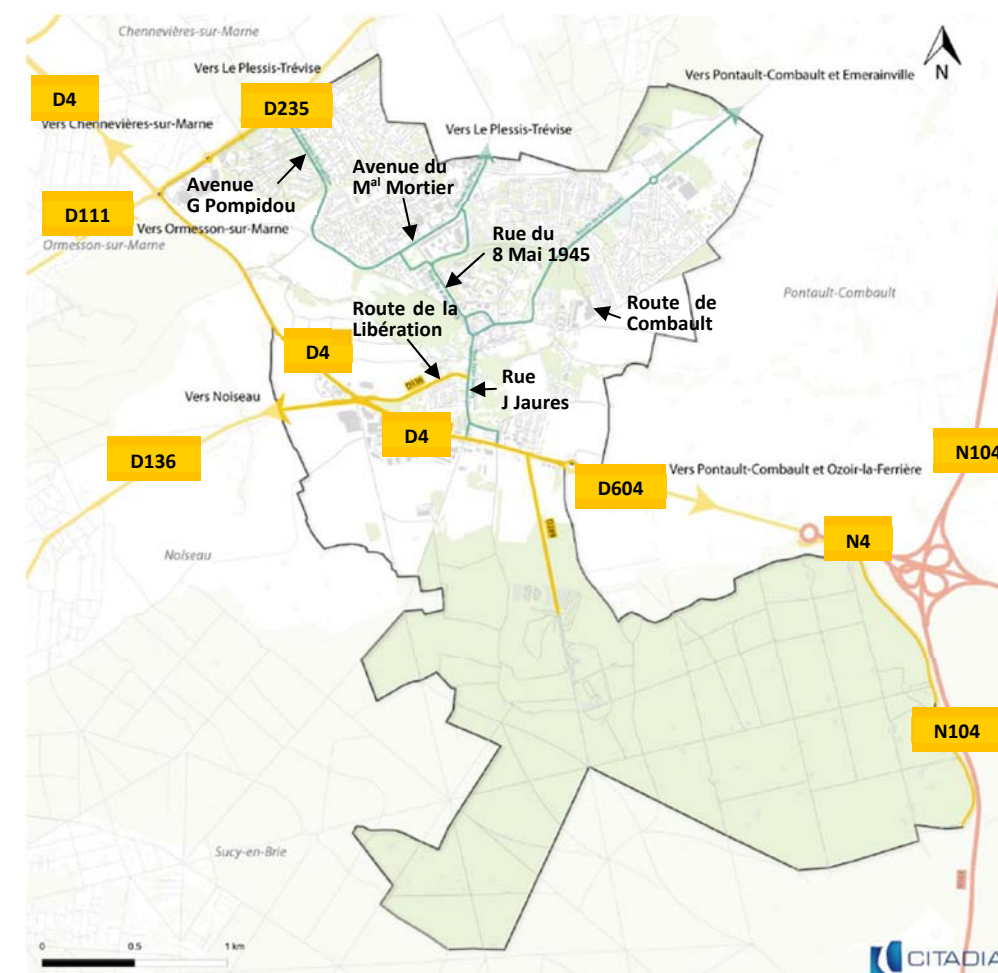 Chennevières-sur-Marne
N
Vers Le Plessis-Trévise
Vers Pontault-Combault et Emerainville
D4
D235
Vers Chennevières-sur-Marne
Vers Le Plessis-Trévise
Avenue du
Mal Mortier
Avenue
G Pompidou
D111
Vers Ormesson-sur-Marne
Ormesson-sur-Marne
Rue du
8 Mai 1945
Pontault-Combault
Route de la
Libération
Route de
Combault
D4
D136
Rue
J Jaures
Vers Noiseau
D4
D136
N104
Vers Pontault-Combault et Ozoir-la-Ferrière
D604
N4
Noiseau
N104
Sucy-en-Brie
0 0.5 1 km
CITADIA